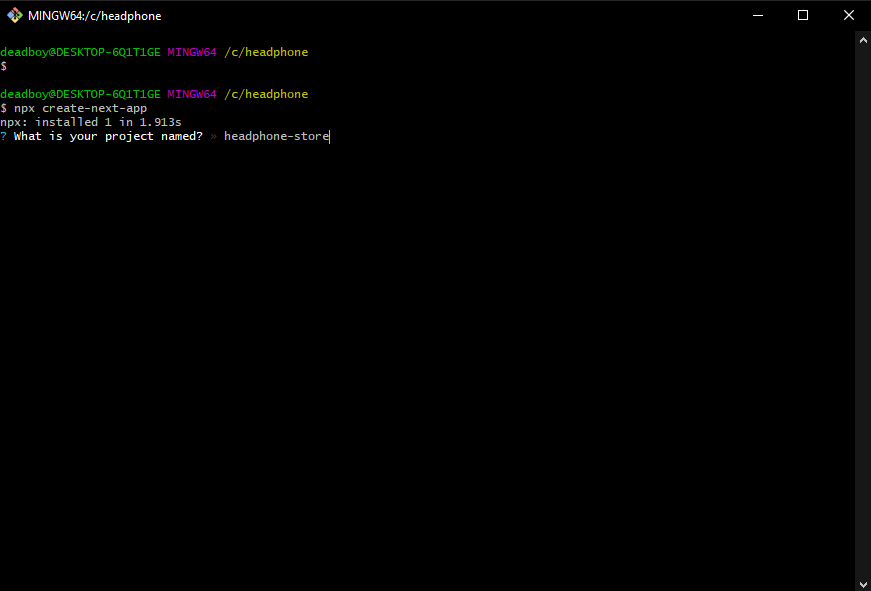 MINGW64:/c/headphone
deadboy@DESKTOP-6Q1T1GE MINGW64 /c/headphone
$
deadboy@DESKTOP-6Q1T1GE MINGW64 /c/headphone
$ npx create-next-app
npx: installed 1 in 1.913s
? What is your project named? » headphone-store